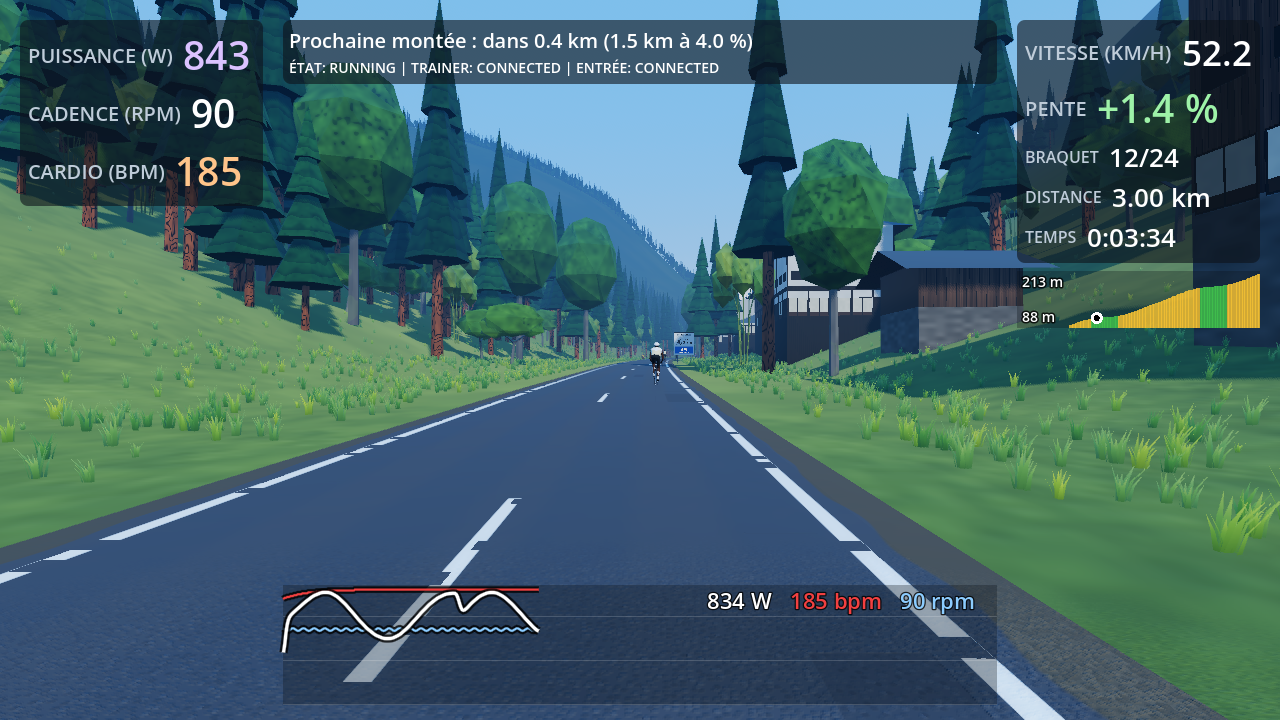 PUISSANCE (W) 843
CADENCE (RPM) 90
CARDIO (BPM) 185
Prochaine montée : dans 0.4 km (1.5 km à 4.0 %)
ÉTAT: RUNNING | TRAINER: CONNECTED | ENTRÉE: CONNECTED
VITESSE (KM/H) 52.2
PENTE +1.4 %
BRAQUET 12/24
DISTANCE 3.00 km
TEMPS 0:03:34
213 m
88 m
834 W 185 bpm 90 rpm